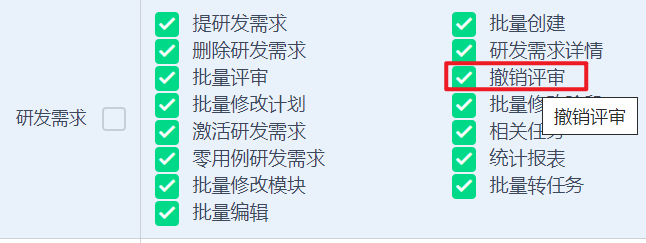 提研发需求 批量创建
删除研发需求 研发需求详情
批量评审 撤销评审
批量修改计划 批量修改
撤销评审
研发需求 激活研发需求 相关任
零用例研发需求 统计报表
批量修改模块 批量转任务
批量编辑